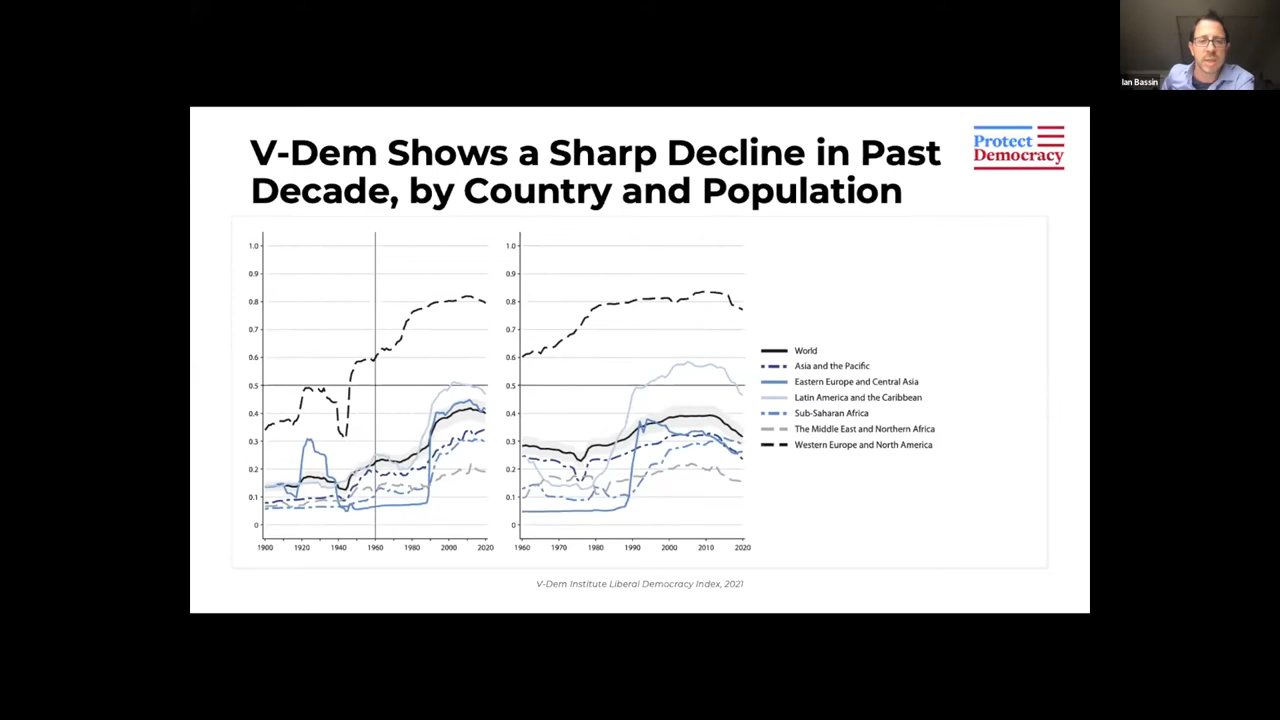 Ian Bassin
V-Dem Shows a Sharp Decline in Past
Decade, by Country and Population
Protect
Democracy
1.0
0.9
0.8
0.7
0.6
0.5
0.4
0.3
0.2
0.1
0
1900 1920 1940 1960 1980 2000 2020
1.0
0.9
0.8
0.7
0.6
0.5
0.4
0.3
0.2
0.1
0
1960 1970 1980 1990 2000 2010 2020
World
Asia and the Pacific
Eastern Europe and Central Asia
Latin America and the Caribbean
Sub-Saharan Africa
The Middle East and Northern Africa
Western Europe and North America
V-Dem Institute Liberal Democracy Index, 2021